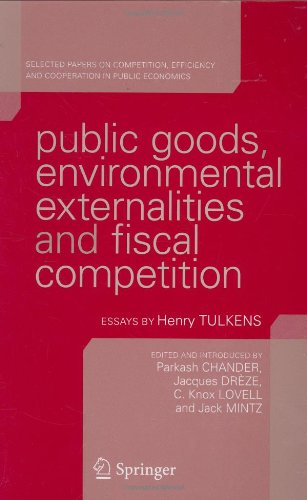 SELECTED PAPERS ON COMPETITION, EFFICIENCY
AND COOPERATION IN PUBLIC ECONOMICS
public goods,
environmental
externalities
and fiscal
competition
ESSAYS BY Henry TULKENS
EDITED AND INTRODUCED BY
Parkash CHANDER,
Jacques DRÈZE,
C. Knox LOVELL
and Jack MINTZ
Springer